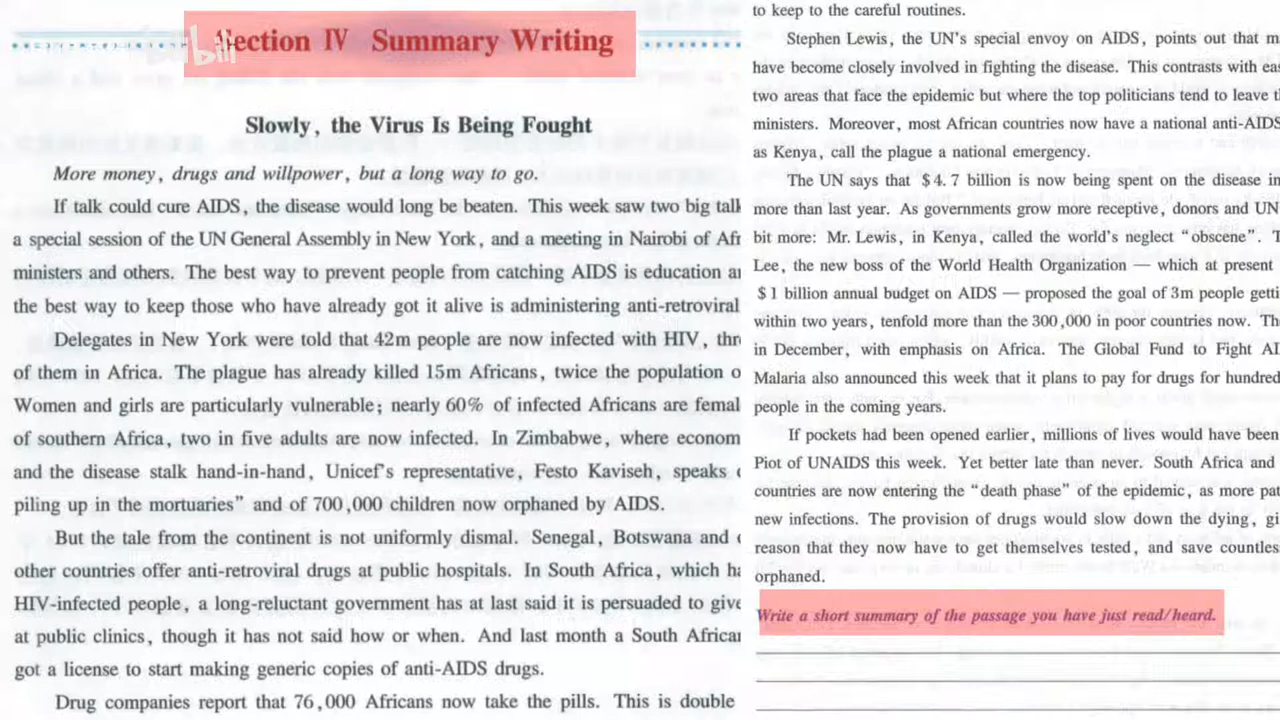 Section IV Summary Writing
Slowly, the Virus Is Being Fought
More money, drugs and willpower, but a long way to go.
If talk could cure AIDS, the disease would long be beaten. This week saw two big talk
a special session of the UN General Assembly in New York, and a meeting in Nairobi of Afr
ministers and others. The best way to prevent people from catching AIDS is education a
the best way to keep those who have already got it alive is administering anti-retroviral
Delegates in New York were told that 42m people are now infected with HIV, thr
of them in Africa. The plague has already killed 15m Africans, twice the population o
Women and girls are particularly vulnerable; nearly 60% of infected Africans a femal
of southern Africa, two in five adults are now infected. In Zimbabwe, where econom
and the disease stalk hand-in-hand, Unicef's representative, Festo Kaviseh, speaks
piling up in the mortuaries" and of 700,000 children now orphaned by AIDS.
But the tale from the continent is not uniformly dismal. Senegal, Botswana and
other countries offer anti-retroviral drugs at public hospitals. In South Africa, which ha
HIV-infected people, a long-reluctant government has at last said it is persuaded to give
at public clinics, though it has not said how or when. And last month a South African
got a license to start making generic copies of anti-AIDS drugs.
Drug companies report that 76,000 Africans now take the pills. This is double
to keep to the careful routines.
Stephen Lewis, the UN's special envoy on AIDS, points out that m
have become closely involved in fighting the disease. This contrasts with eas
two areas that face the epidemic but where the top politicians tend to leave t
ministers. Moreover, most African countries now have a national anti-AIDS
as Kenya, call the plague a national emergency.
The UN says that $4.7 billion is now being spent on the disease
more than last year. As governments grow more receptive, donors and UN
bit more: Mr. Lewis, in Kenya, called the world's neglect "obscene". T
Lee, the new boss of the World Health Organization — which at present
$1 billion annual budget on AIDS — proposed the goal of 3m people getti
within two years, tenfold more than the 300,000 in poor countries now. Th
in December, with emphasis on Africa. The Global Fund to Fight AI
Malaria also announced this week that it plans to pay for drugs for hundred
people in the coming years.
If pockets had been opened earlier, millions of lives would have been
Piot of UNAIDS this week. Yet better late than never. South Africa and
countries are now entering the "death phase" of the epidemic, as more pat
new infections. The provision of drugs would slow down the dying, gi
reason that they now have to get themselves tested, and save countles
orphaned.
Write a short summary of the passage you have just read/heard.